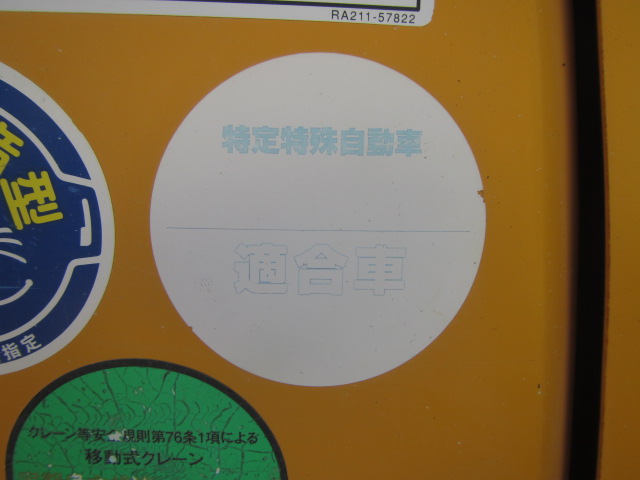 RA211-57822
特定特殊自動車
適合車
型
指定
クレーン等安全規則第76条1項による
移動式クレーン